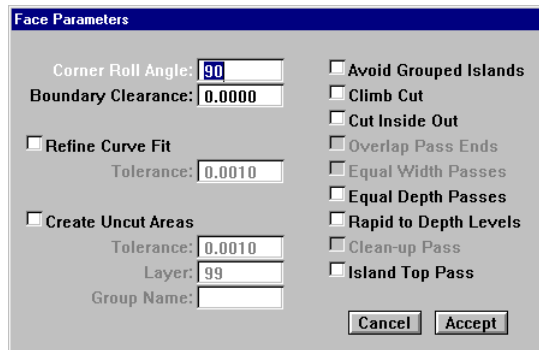 Face Parameters
Corner Roll Angle: 90
Boundary Clearance: 0.0000
Refine Curve Fit
Tolerance: 0.0010
Create Uncut Areas
Tolerance: 0.0010
Layer: 99
Group Name:
Avoid Grouped Islands
Climb Cut
Cut Inside Out
Overlap Pass Ends
Equal Width Passes
Equal Depth Passes
Rapid to Depth Levels
Clean-up Pass
Island Top Pass
Cancel
Accept